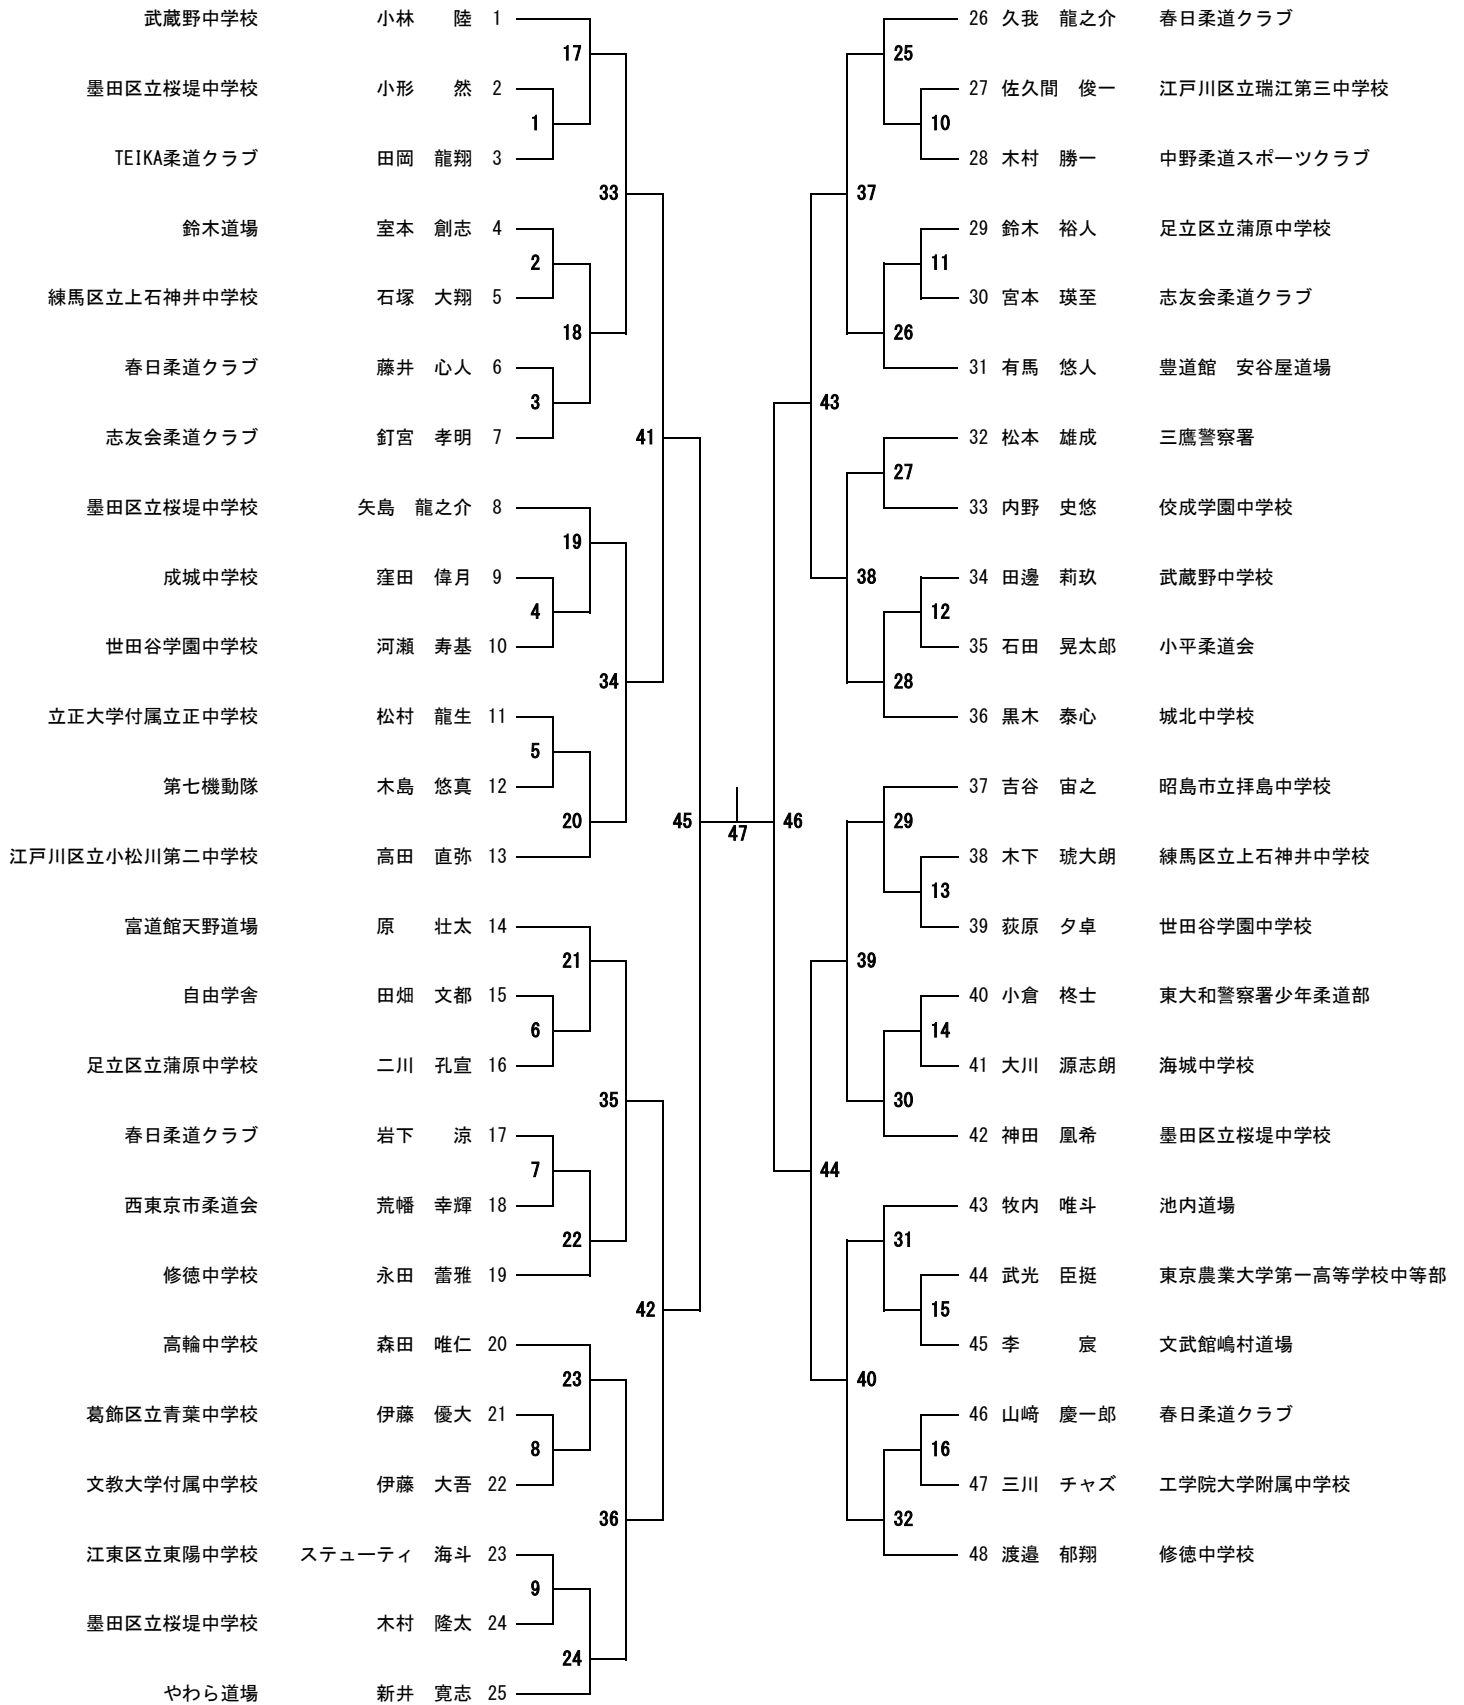 武蔵野中学校 小林 陸 1
17
墨田区立桜堤中学校 小形 然 2
1
TEIKA柔道クラブ 田岡 龍翔 3
33
鈴木道場 室本 創志 4
2
練馬区立上石神井中学校 石塚 大翔 5
18
春日柔道クラブ 藤井 心人 6
3
志友会柔道クラブ 釘宮 孝明 7
41
墨田区立桜堤中学校 矢島 龍之介 8
19
成城中学校 窪田 偉月 9
4
世田谷学園中学校 河瀬 寿基 10
34
立正大学付属立正中学校 松村 龍生 11
5
第七機動隊 木島 悠真 12
20
45
47
江戸川区立小松川第二中学校 高田 直弥 13
富道館天野道場 原 壮太 14
21
自由学舎 田畑 文都 15
6
足立区立蒲原中学校 二川 孔宣 16
35
春日柔道クラブ 岩下 涼 17
7
西東京市柔道会 荒幡 幸輝 18
22
修徳中学校 永田 蕾雅 19
42
高輪中学校 森田 唯仁 20
23
葛飾区立青葉中学校 伊藤 優大 21
8
文教大学付属中学校 伊藤 大吾 22
36
江東区立東陽中学校 ステューティ 海斗 23
9
墨田区立桜堤中学校 木村 隆太 24
24
やわら道場 新井 寛志 25
26 久我 龍之介 春日柔道クラブ
25
27 佐久間 俊一 江戸川区立瑞江第三中学校
10
28 木村 勝一 中野柔道スポーツクラブ
37
29 鈴木 裕人 足立区立蒲原中学校
11
30 宮本 瑛至 志友会柔道クラブ
26
31 有馬 悠人 豊道館 安谷屋道場
43
32 松本 雄成 三鷹警察署
27
33 内野 史悠 佼成学園中学校
38
34 田邊 莉玖 武蔵野中学校
12
35 石田 晃太郎 小平柔道会
28
36 黒木 泰心 城北中学校
37 吉谷 宙之 昭島市立拝島中学校
29
46
38 木下 琥大朗 練馬区立上石神井中学校
13
39 荻原 夕卓 世田谷学園中学校
39
40 小倉 柊士 東大和警察署少年柔道部
14
41 大川 源志朗 海城中学校
30
42 神田 凰希 墨田区立桜堤中学校
44
43 牧内 唯斗 池内道場
31
44 武光 臣挺 東京農業大学第一高等学校中等部
15
45 李 宸 文武館嶋村道場
40
46 山﨑 慶一郎 春日柔道クラブ
16
47 三川 チャズ 工学院大学附属中学校
32
48 渡邉 郁翔 修徳中学校